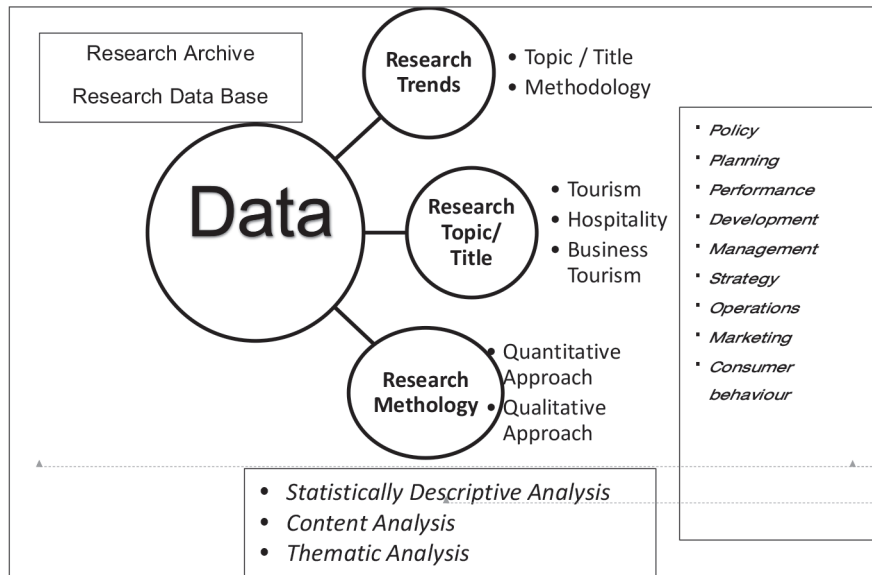 Research Archive
Research Data Base
Data
Research
Trends
• Topic / Title
• Methodology
Research
Topic/
Title
• Tourism
• Hospitality
• Business
Tourism
Research
Methology
• Quantitative
Approach
• Qualitative
Approach
▪ Policy
▪ Planning
▪ Performance
▪ Development
▪ Management
▪ Strategy
▪ Operations
▪ Marketing
▪ Consumer
behaviour
• Statistically Descriptive Analysis
• Content Analysis
• Thematic Analysis